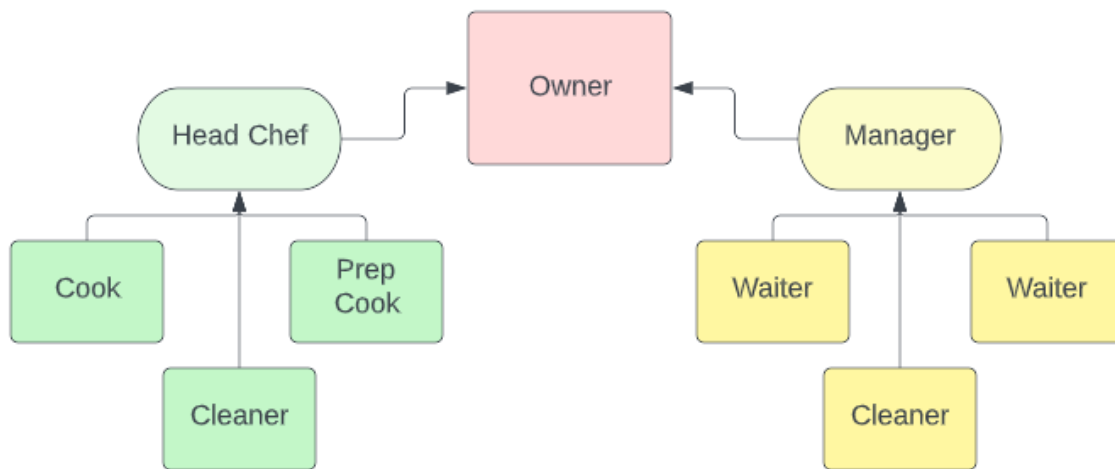 Owner
Head Chef
Manager
Cook
Prep
Cook
Waiter
Waiter
Cleaner
Cleaner